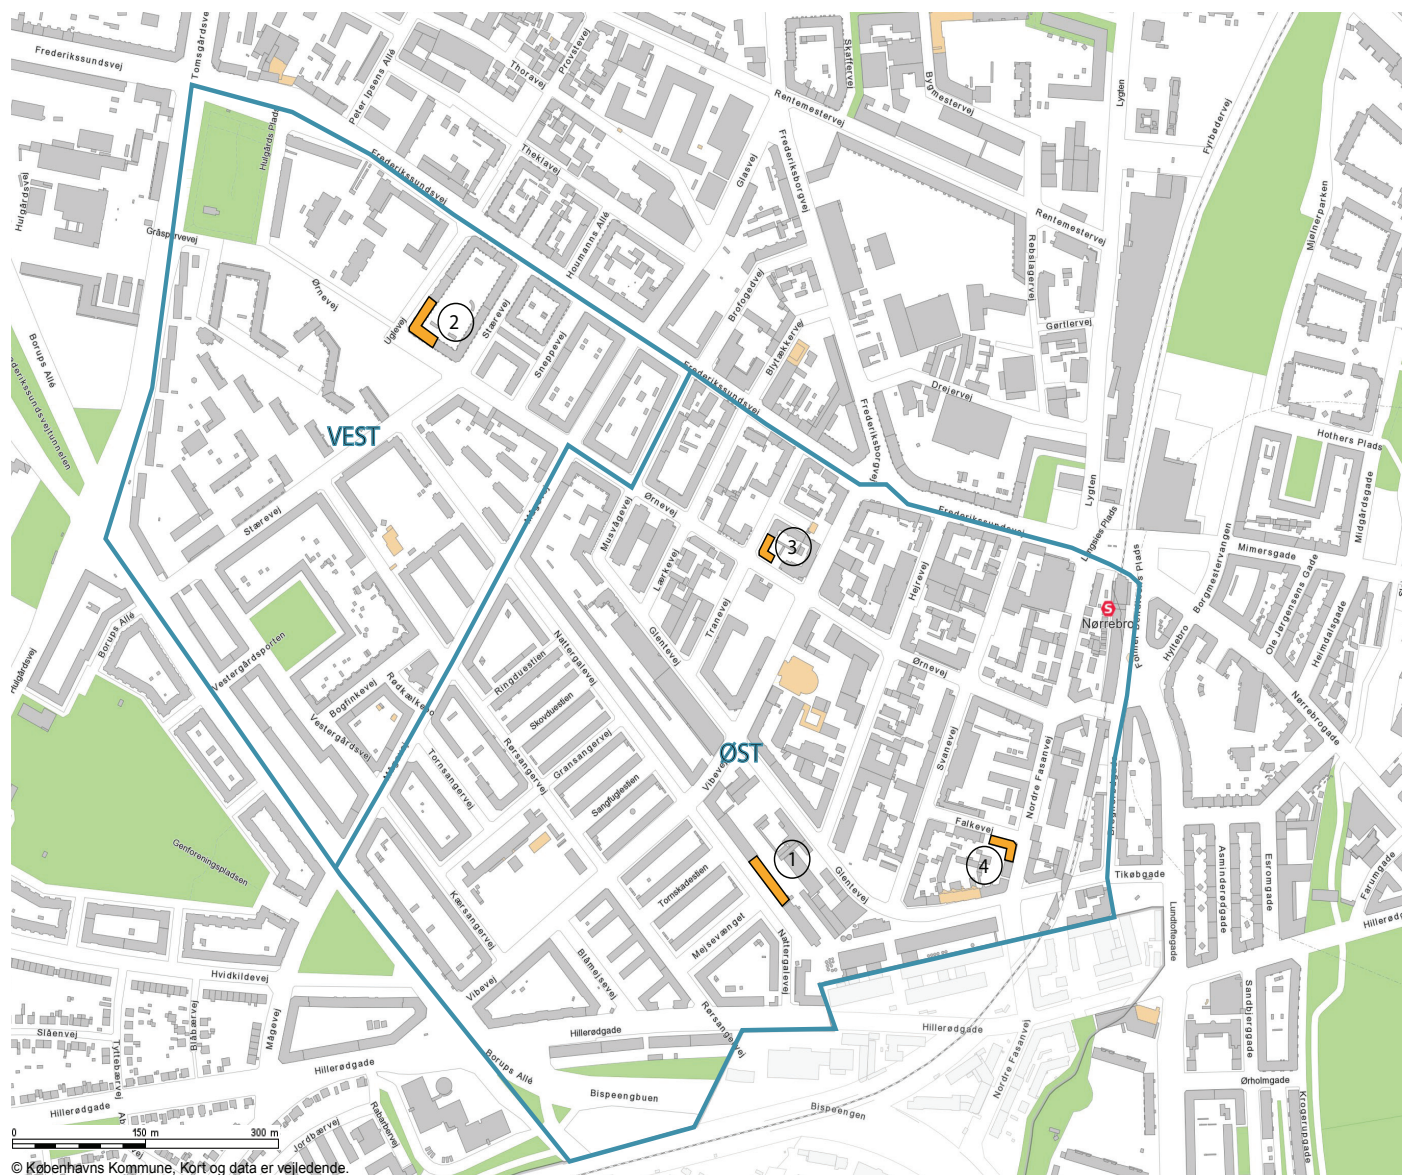 Frederikssundsvej
Tomsgårdsvej
Hulgårds Plads
Peter Ipsens Allé
Thoravej
Provstevej
Skaffervej
Bygmestervej
Lygten
Fyrbødervej
Rentemestervej
Theklavej
Glasvej
Frederiksborgvej
Mjølnerparken
Hulgårdsvej
Frederikssundsvej
Houmanns Allé
Rentemestervej
Rebslagervej
Gråspurvevej
Ørnevej
Uglevej
2
Stærevej
Sneppevej
Brofogedvej
Blytækkervej
Gørtlervej
Borups Allé
Frederikssundsvej
Drejervej
Frederiksborgvej
Hothers Plads
VEST
Stærevej
Mågevej
Musvågevej
Ørnevej
Lærkevej
3
Frederikssundsvej
Lygten
Lyngsies Plads
Mimersgade
Midgårdsgade
Borgmestervangen
Hejrevej
Tranevej
Glentevej
S
Nørrebro
Hyltebro
Ole Jørgensens Gade
Heimdalsgade
Hulgårdsvej
Borups Allé
Vestergårdsporten
Bogfinkevej
Vestergårdsvej
Mågevej
Nattergalevej
Ringduestien
Skovduestien
Gransangervej
Rørsangervej
Sangfuglestien
Tornsangervej
Ørnevej
Svanevej
Nordre Fasanvej
Nørrebrogade
ØST
Vibevej
Falkevej
1
4
Genforeningspladsen
Kærsangervej
Tornskadestien
Mejsevænget
Glentevej
Nattergalevej
Tikøbgade
Asminderødgade
Esromgade
Farumgade
Lundtoftegade
Hvidkildevej
Vibevej
Blåmejsevej
Slåenvej
Tyttebærvej
Blåbærvej
Mågevej
Hillerødgade
Hillerødgade
Hillerødgade
Sandbjerggade
Borups Allé
Hillerødgade
Rabarbervej
Jordbærvej
Bispeengbuen
Bispeengen
Nordre Fasanvej
Ørholmgade
Krogerupgade
0 150 m 300 m
© Københavns Kommune, Kort og data er vejledende.